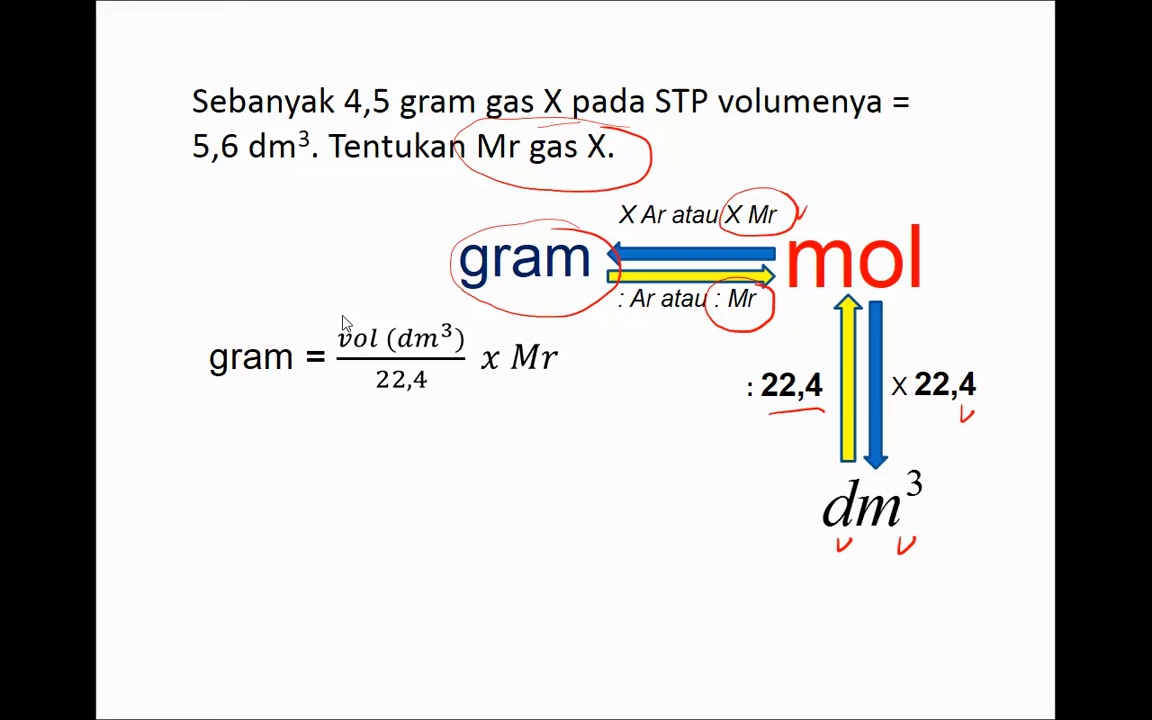 Sebanyak 4,5 gram gas X pada STP volumenya =
5,6 dm³. Tentukan Mr gas X.
X Ar atau X Mr
gram
mol
: Ar atau : Mr
gram = vol (dm³) / 22,4 x Mr
: 22,4
X 22,4
dm³